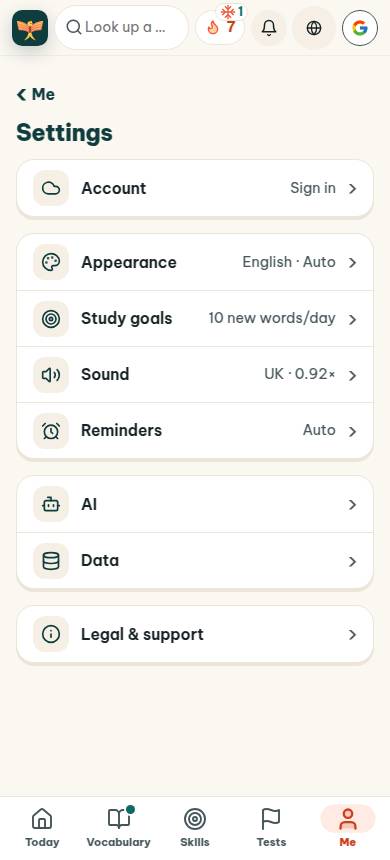 Look up a ...
1
7
Me
Settings
Account
Sign in
Appearance
English · Auto
Study goals
10 new words/day
Sound
UK · 0.92×
Reminders
Auto
AI
Data
Legal & support
Today
Vocabulary
Skills
Tests
Me